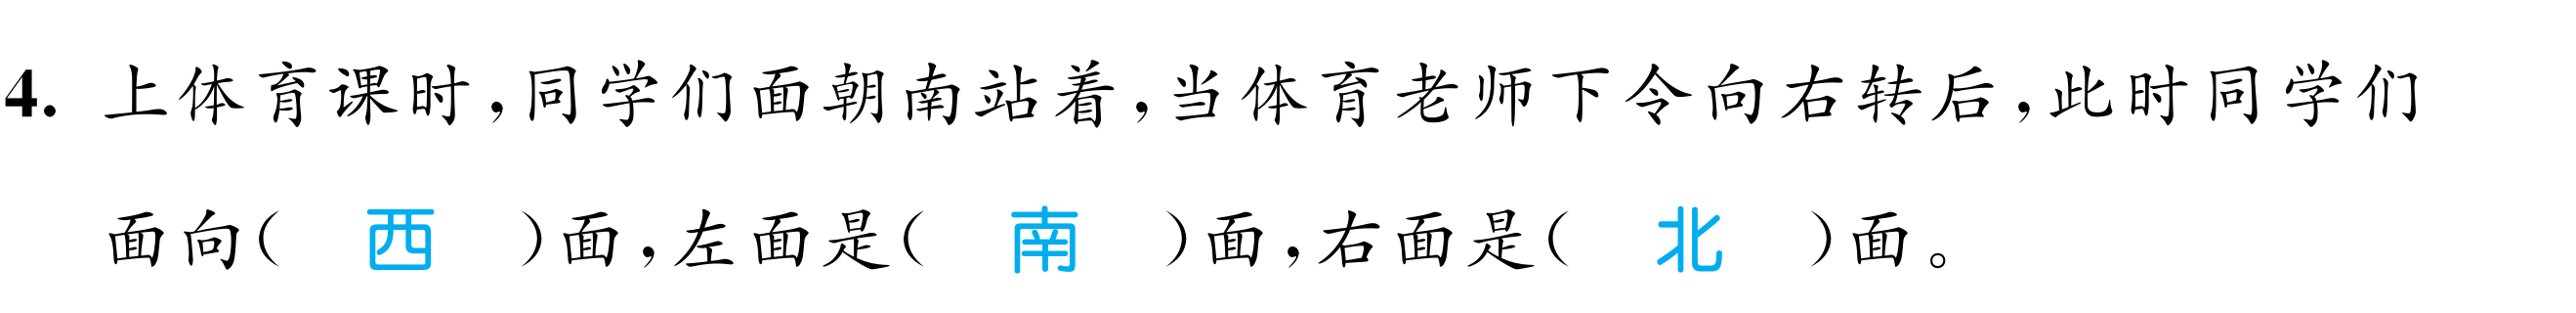 4. 上体育课时,同学们面朝南站着,当体育老师下令向右转后,此时同学们
面向( 西 )面,左面是( 南 )面,右面是( 北 )面。